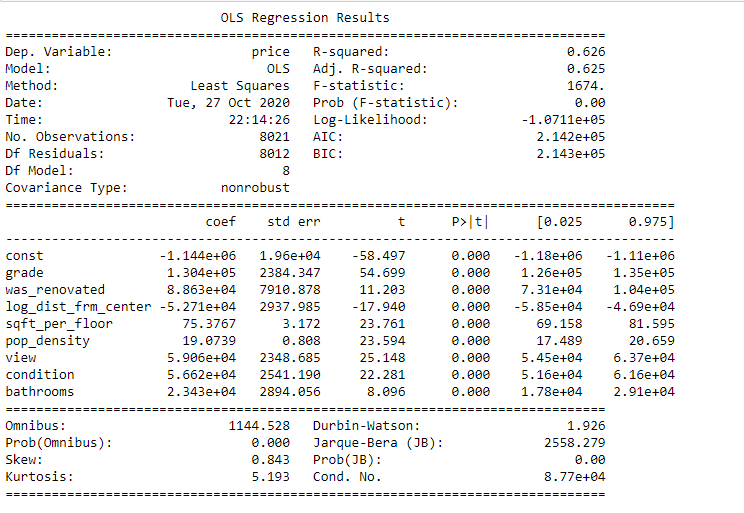 OLS Regression Results
==============================================================================
Dep. Variable: price R-squared: 0.626
Model: OLS Adj. R-squared: 0.625
Method: Least Squares F-statistic: 1674.
Date: Tue, 27 Oct 2020 Prob (F-statistic): 0.00
Time: 22:14:26 Log-Likelihood: -1.0711e+05
No. Observations: 8021 AIC: 2.142e+05
Df Residuals: 8012 BIC: 2.143e+05
Df Model: 8
Covariance Type: nonrobust
=======================================================================================
coef std err t P>|t| [0.025 0.975]
---------------------------------------------------------------------------------------
const -1.144e+06 1.96e+04 -58.497 0.000 -1.18e+06 -1.11e+06
grade 1.304e+05 2384.347 54.699 0.000 1.26e+05 1.35e+05
was_renovated 8.863e+04 7910.878 11.203 0.000 7.31e+04 1.04e+05
log_dist_frm_center -5.271e+04 2937.985 -17.940 0.000 -5.85e+04 -4.69e+04
sqft_per_floor 75.3767 3.172 23.761 0.000 69.158 81.595
pop_density 19.0739 0.808 23.594 0.000 17.489 20.659
view 5.906e+04 2348.685 25.148 0.000 5.45e+04 6.37e+04
condition 5.662e+04 2541.190 22.281 0.000 5.16e+04 6.16e+04
bathrooms 2.343e+04 2894.056 8.096 0.000 1.78e+04 2.91e+04
==============================================================================
Omnibus: 1144.528 Durbin-Watson: 1.926
Prob(Omnibus): 0.000 Jarque-Bera (JB): 2558.279
Skew: 0.843 Prob(JB): 0.00
Kurtosis: 5.193 Cond. No. 8.77e+04
==============================================================================